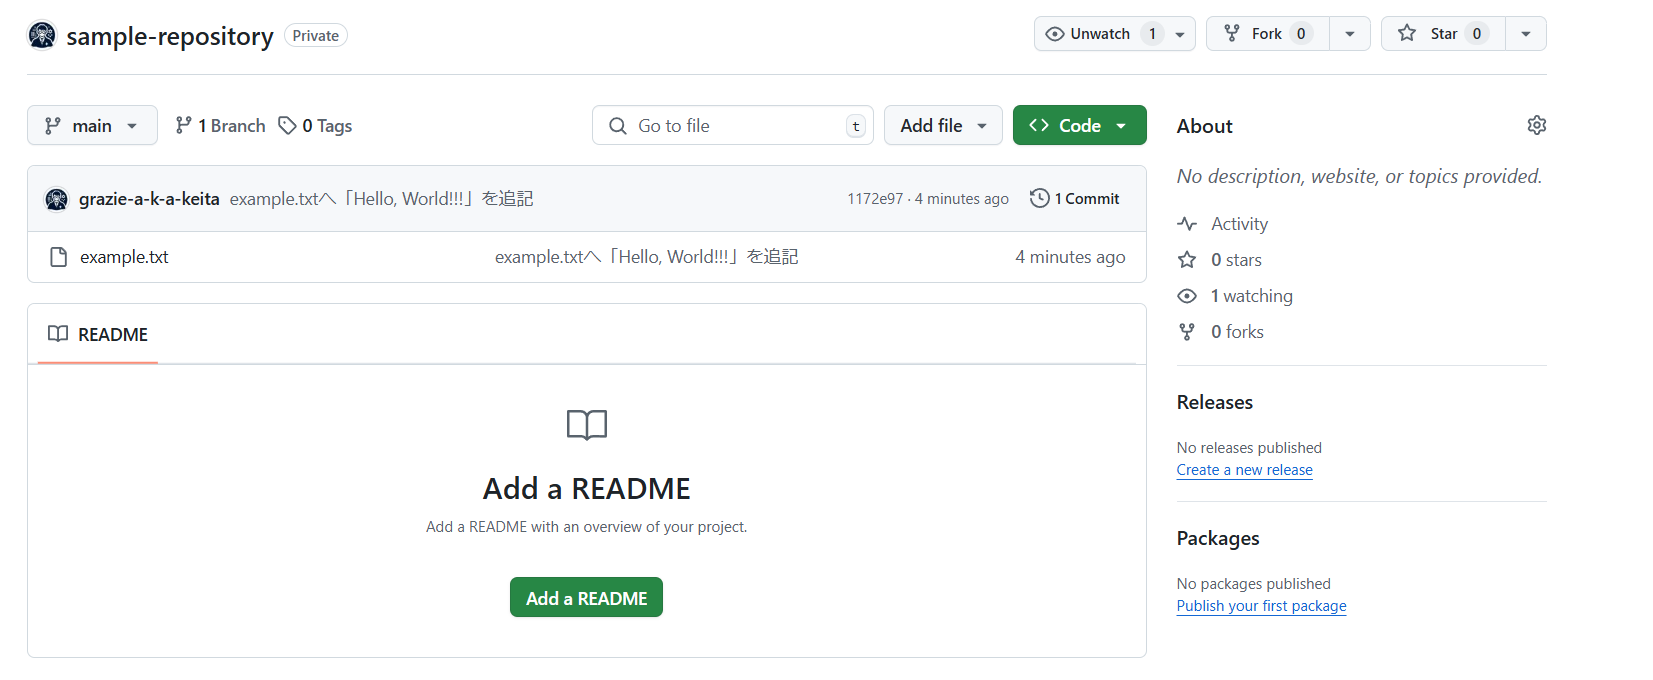 sample-repository Private Unwatch 1 Fork 0 Star 0
main 1 Branch 0 Tags Go to file t Add file Code
grazie-a-k-a-keita example.txtへ「Hello, World!!!」を追記 1172e97 · 4 minutes ago 1 Commit
example.txt example.txtへ「Hello, World!!!」を追記 4 minutes ago
README
Add a README
Add a README with an overview of your project.
Add a README
About
No description, website, or topics provided.
Activity
0 stars
1 watching
0 forks
Releases
No releases published
Create a new release
Packages
No packages published
Publish your first package